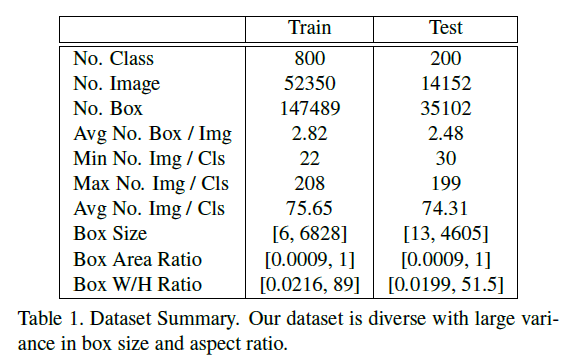 Train Test
No. Class 800 200
No. Image 52350 14152
No. Box 147489 35102
Avg No. Box / Img 2.82 2.48
Min No. Img / Cls 22 30
Max No. Img / Cls 208 199
Avg No. Img / Cls 75.65 74.31
Box Size [6, 6828] [13, 4605]
Box Area Ratio [0.0009, 1] [0.0009, 1]
Box W/H Ratio [0.0216, 89] [0.0199, 51.5]
Table 1. Dataset Summary. Our dataset is diverse with large vari-
ance in box size and aspect ratio.